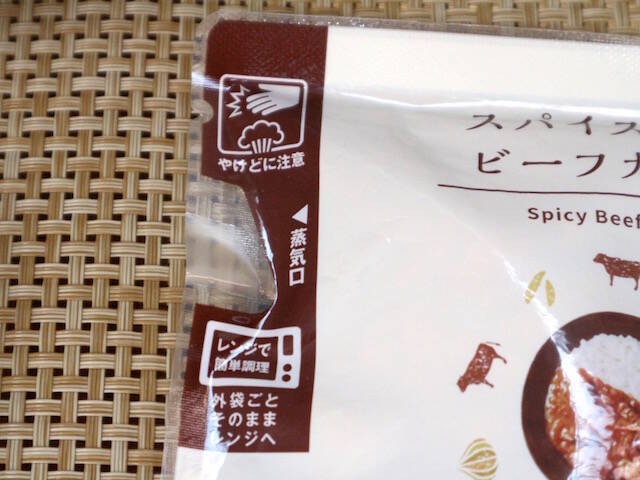 やけどに注意
蒸気口
レンジで
簡単調理
外袋ごと
そのまま
レンジへ
スパイス
ビーフカ
Spicy Beef